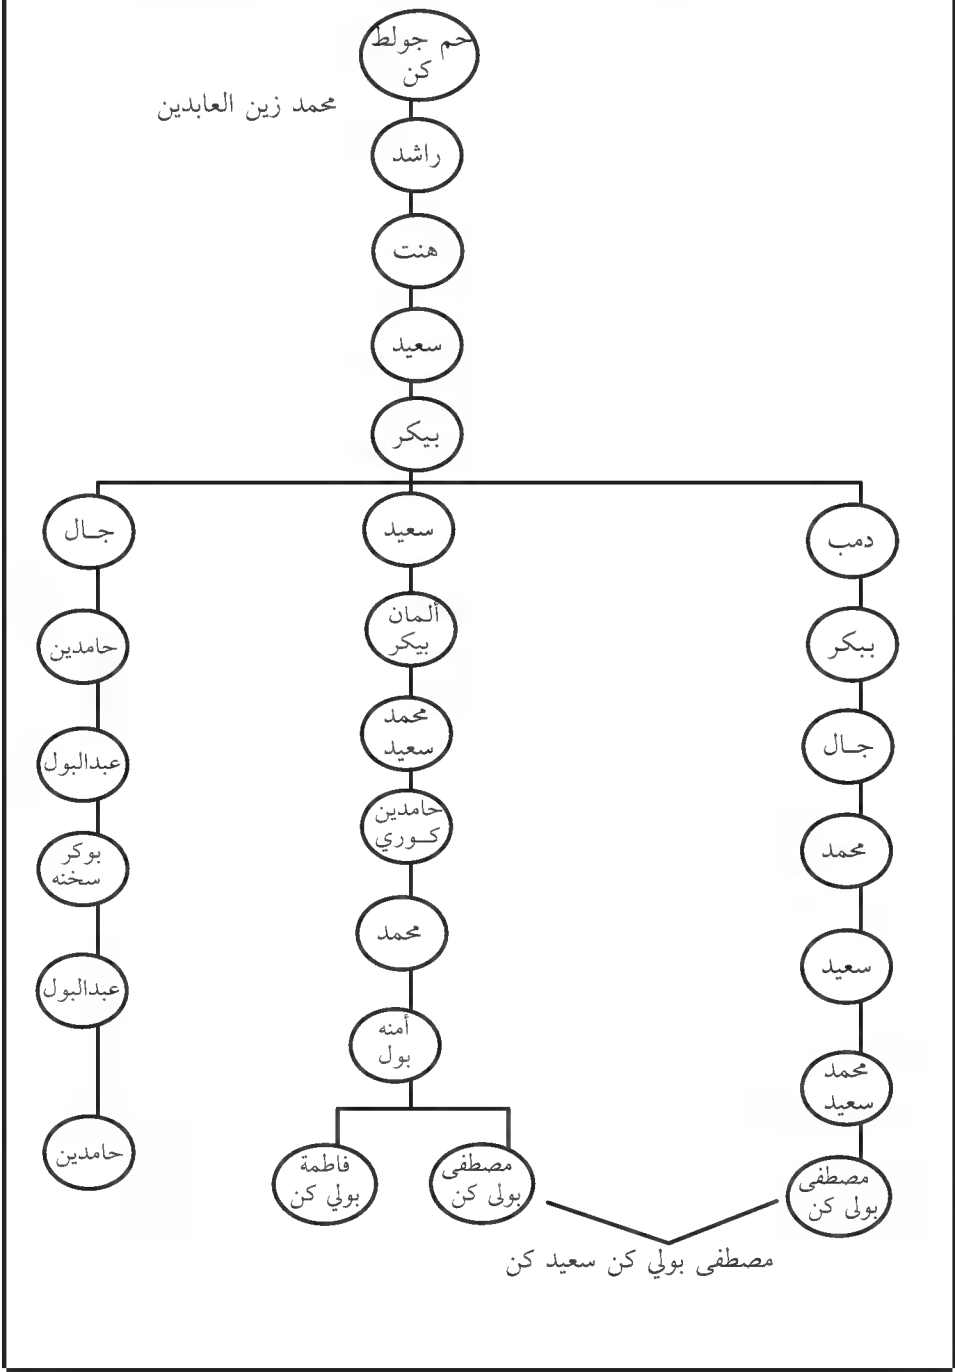 حم جولط
كن
محمد زين العابدين
راشد
هنت
سعيد
بيكر
دمب
ببكر
جـال
محمد
سعيد
محمد
سعيد
مصطفى
بولى كن
سعيد
ألمان
بيكر
محمد
سعيد
حامدين
كـوري
محمد
أمنه
بول
مصطفى
بولى كن
فاطمة
بولي كن
جـال
حامدين
عبدالبول
بوكر
سخنه
عبدالبول
حامدين
مصطفى بولي كن سعيد كن